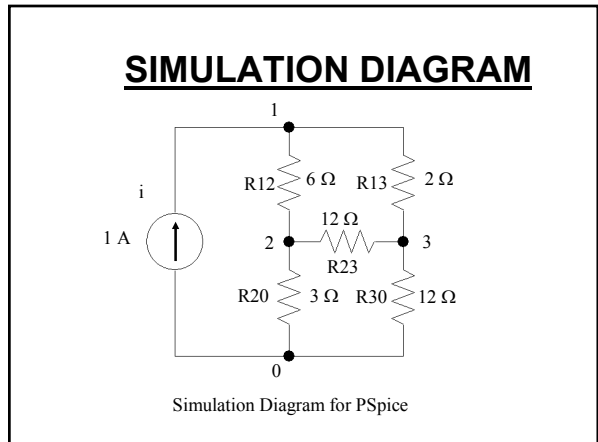 SIMULATION DIAGRAM
1
R12 6 Ω R13 2 Ω
i
12 Ω
1 A 2 3
R23
R20 3 Ω R30 12 Ω
0
Simulation Diagram for PSpice